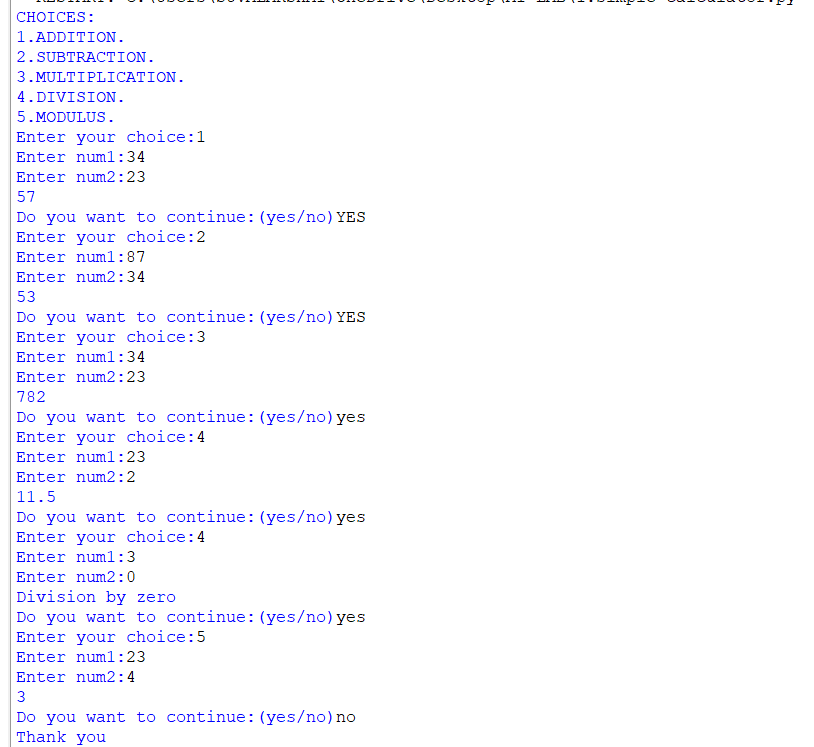 CHOICES:
1.ADDITION.
2.SUBTRACTION.
3.MULTIPLICATION.
4.DIVISION.
5.MODULUS.
Enter your choice:1
Enter num1:34
Enter num2:23
57
Do you want to continue:(yes/no)YES
Enter your choice:2
Enter num1:87
Enter num2:34
53
Do you want to continue:(yes/no)YES
Enter your choice:3
Enter num1:34
Enter num2:23
782
Do you want to continue:(yes/no)yes
Enter your choice:4
Enter num1:23
Enter num2:2
11.5
Do you want to continue:(yes/no)yes
Enter your choice:4
Enter num1:3
Enter num2:0
Division by zero
Do you want to continue:(yes/no)yes
Enter your choice:5
Enter num1:23
Enter num2:4
3
Do you want to continue:(yes/no)no
Thank you